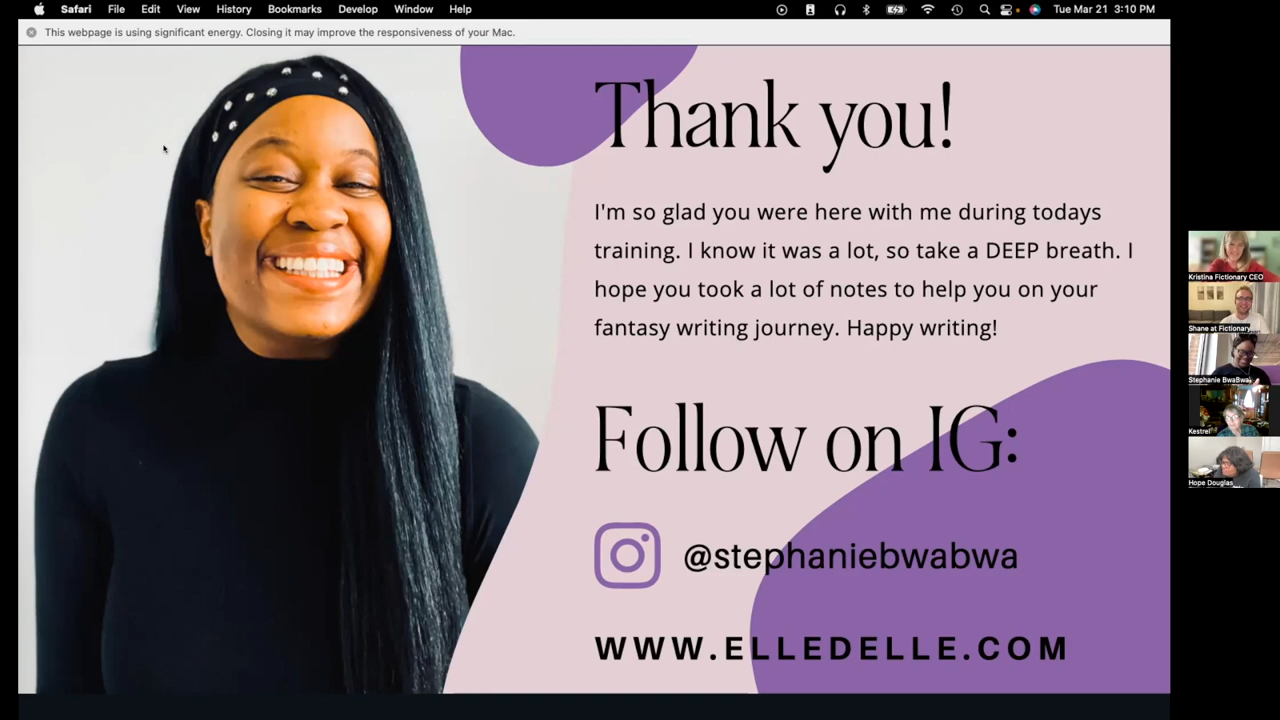 Safari File Edit View History Bookmarks Develop Window Help Tue Mar 21 3:10 PM
This webpage is using significant energy. Closing it may improve the responsiveness of your Mac.
Thank you!
I'm so glad you were here with me during todays
training. I know it was a lot, so take a DEEP breath. I
hope you took a lot of notes to help you on your
fantasy writing journey. Happy writing!
Follow on IG:
@stephaniebwabwa
WWW.ELLEDELLE.COM
Kristina Fictionary CEO
Shane at Fictionary
Stephanie BwaBwa
Kestrel
Hope Douglas